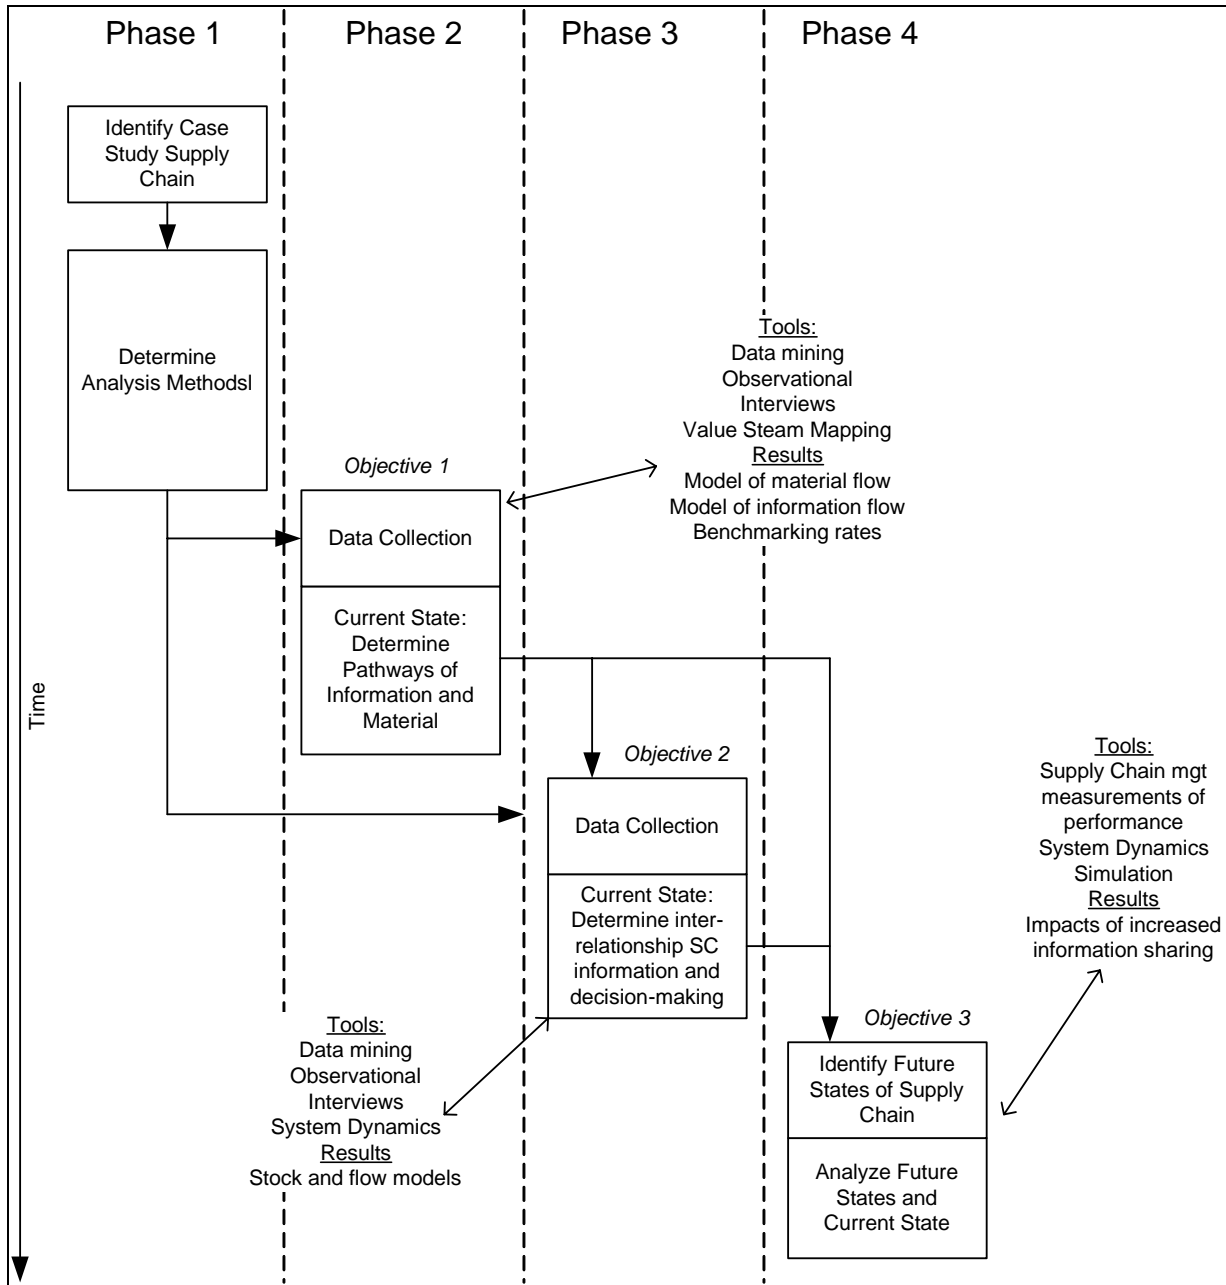 Phase 1
Phase 2
Phase 3
Phase 4
Time
Identify Case
Study Supply
Chain
Determine
Analysis Methodsl
Objective 1
Data Collection
Current State:
Determine
Pathways of
Information and
Material
Tools:
Data mining
Observational
Interviews
Value Steam Mapping
Results
Model of material flow
Model of information flow
Benchmarking rates
Objective 2
Data Collection
Current State:
Determine inter-
relationship SC
information and
decision-making
Tools:
Data mining
Observational
Interviews
System Dynamics
Results
Stock and flow models
Tools:
Supply Chain mgt
measurements of
performance
System Dynamics
Simulation
Results
Impacts of increased
information sharing
Objective 3
Identify Future
States of Supply
Chain
Analyze Future
States and
Current State